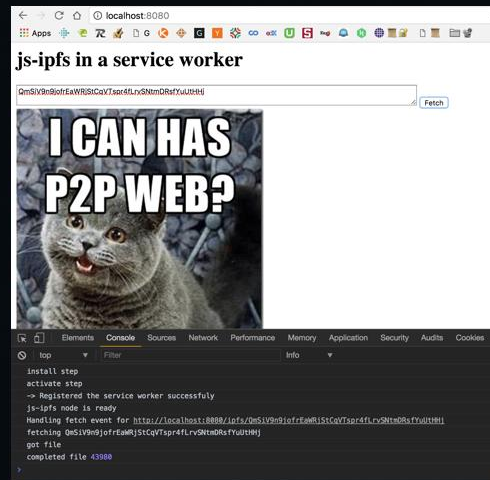 localhost:8080
Apps
G
js-ipfs in a service worker
QmSiV9n9jofrEaWRjStCqVTspr4fLrvSNtmDRsfYuUtHHj
Fetch
I CAN HAS
P2P WEB?
Elements Console Sources Network Performance Memory Application Security Audits Cookies
top Filter Info
install step
activate step
-> Registered the service worker successfuly
js-ipfs node is ready
Handling fetch event for http://localhost:8080/ipfs/QmSiV9n9jofrEaWRjStCqVTspr4fLrvSNtmDRsfYuUtHHj
fetching QmSiV9n9jofrEaWRjStCqVTspr4fLrvSNtmDRsfYuUtHHj
got file
completed file 43980
>